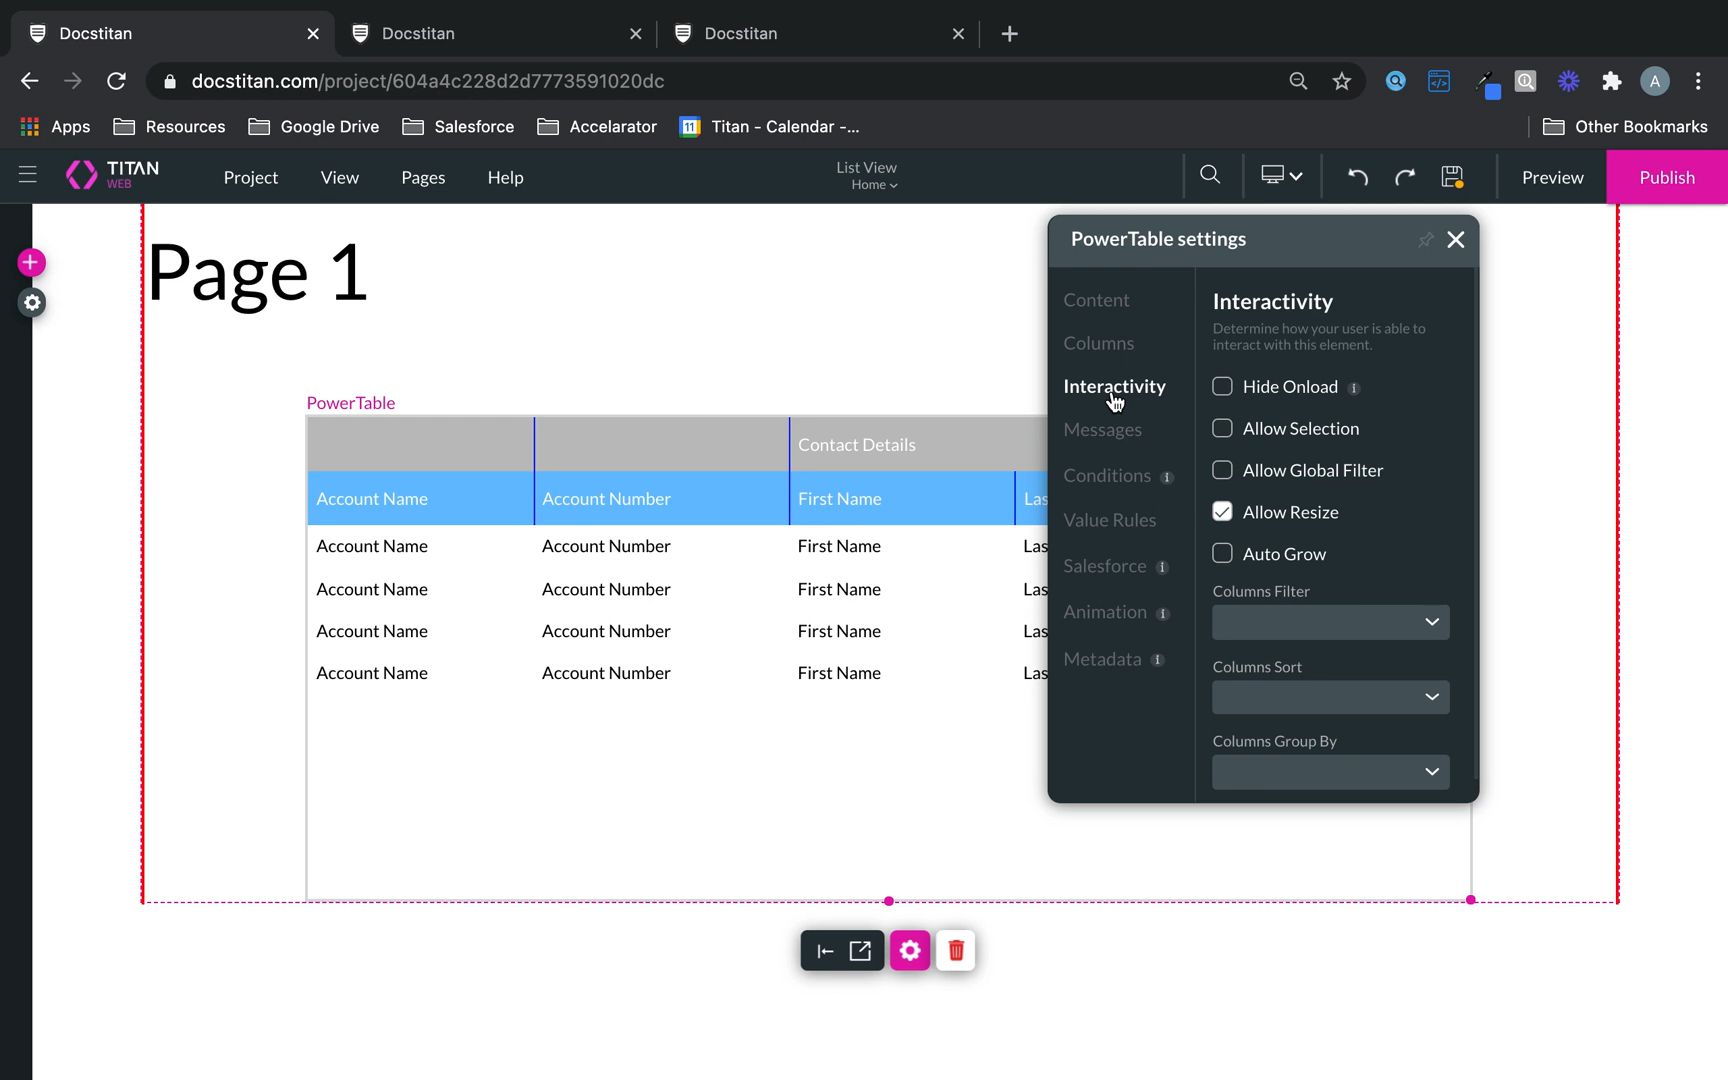 Docstitan
Docstitan
Docstitan
docstitan.com/project/604a4c228d2d7773591020dc
A
Apps
Resources
Google Drive
Salesforce
Accelarator
11
Titan - Calendar -...
Other Bookmarks
TITAN
WEB
Project
View
Pages
Help
List View
Home
Preview
Publish
Page 1
PowerTable
Contact Details
Account Name Account Number First Name Las
Account Name Account Number First Name Las
Account Name Account Number First Name Las
Account Name Account Number First Name Las
Account Name Account Number First Name Las
PowerTable settings
Content
Columns
Interactivity
Messages
Conditions i
Value Rules
Salesforce i
Animation i
Metadata i
Interactivity
Determine how your user is able to
interact with this element.
Hide Onload i
Allow Selection
Allow Global Filter
Allow Resize
Auto Grow
Columns Filter
Columns Sort
Columns Group By